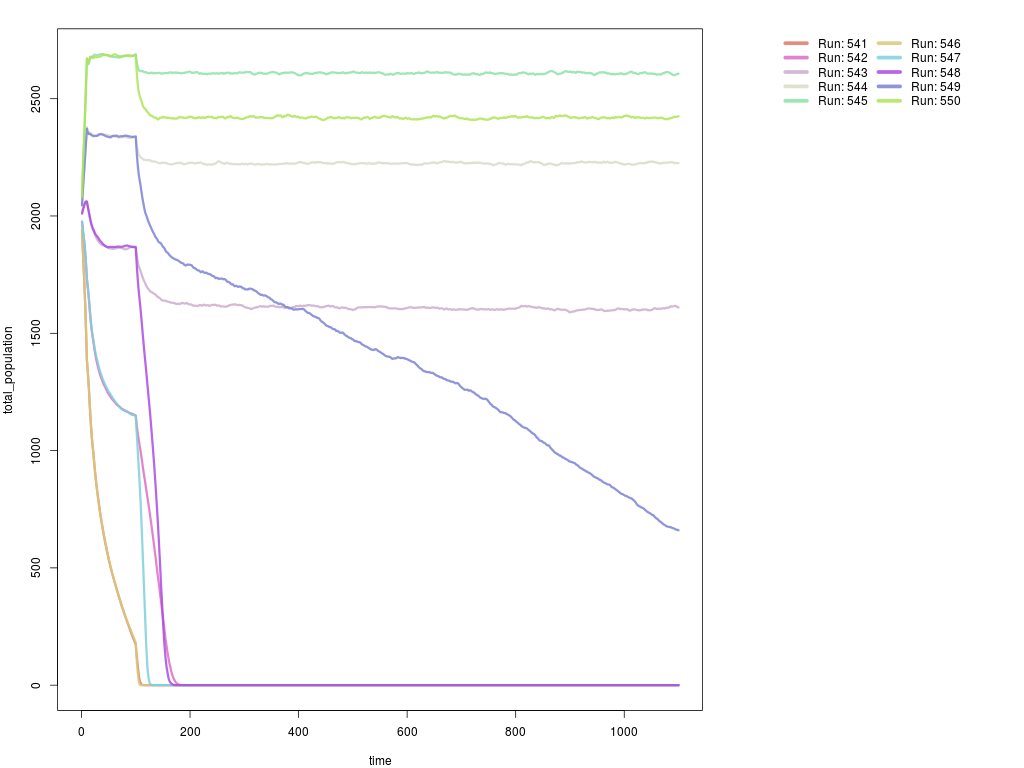 Run: 541 Run: 546
Run: 542 Run: 547
Run: 543 Run: 548
Run: 544 Run: 549
Run: 545 Run: 550
2500
2000
1500
1000
500
0
total_population
0 200 400 600 800 1000
time